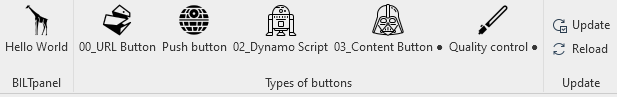 Hello World
00_URL Button
Push button
02_Dynamo Script
03_Content Button ●
Quality control ●
Update
Reload
BILTpanel
Types of buttons
Update